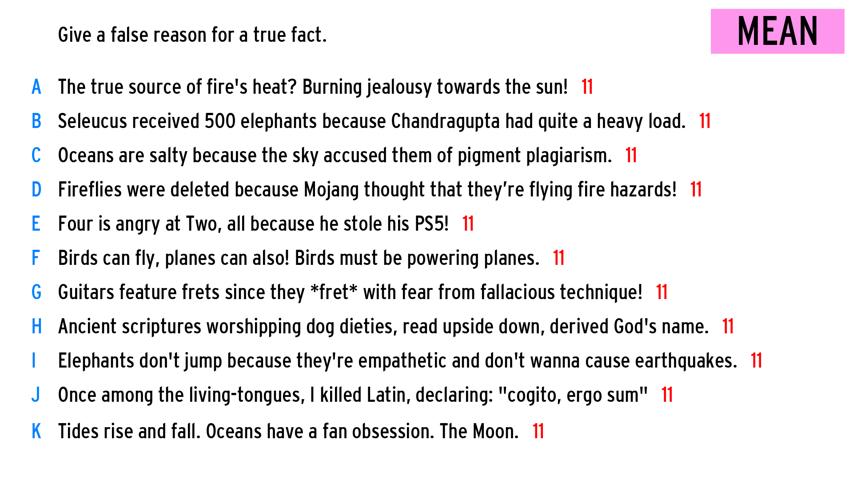 Give a false reason for a true fact.
MEAN
A The true source of fire's heat? Burning jealousy towards the sun! 11
B Seleucus received 500 elephants because Chandragupta had quite a heavy load. 11
C Oceans are salty because the sky accused them of pigment plagiarism. 11
D Fireflies were deleted because Mojang thought that they're flying fire hazards! 11
E Four is angry at Two, all because he stole his PS5! 11
F Birds can fly, planes can also! Birds must be powering planes. 11
G Guitars feature frets since they *fret* with fear from fallacious technique! 11
H Ancient scriptures worshipping dog dieties, read upside down, derived God's name. 11
I Elephants don't jump because they're empathetic and don't wanna cause earthquakes. 11
J Once among the living-tongues, I killed Latin, declaring: "cogito, ergo sum" 11
K Tides rise and fall. Oceans have a fan obsession. The Moon. 11